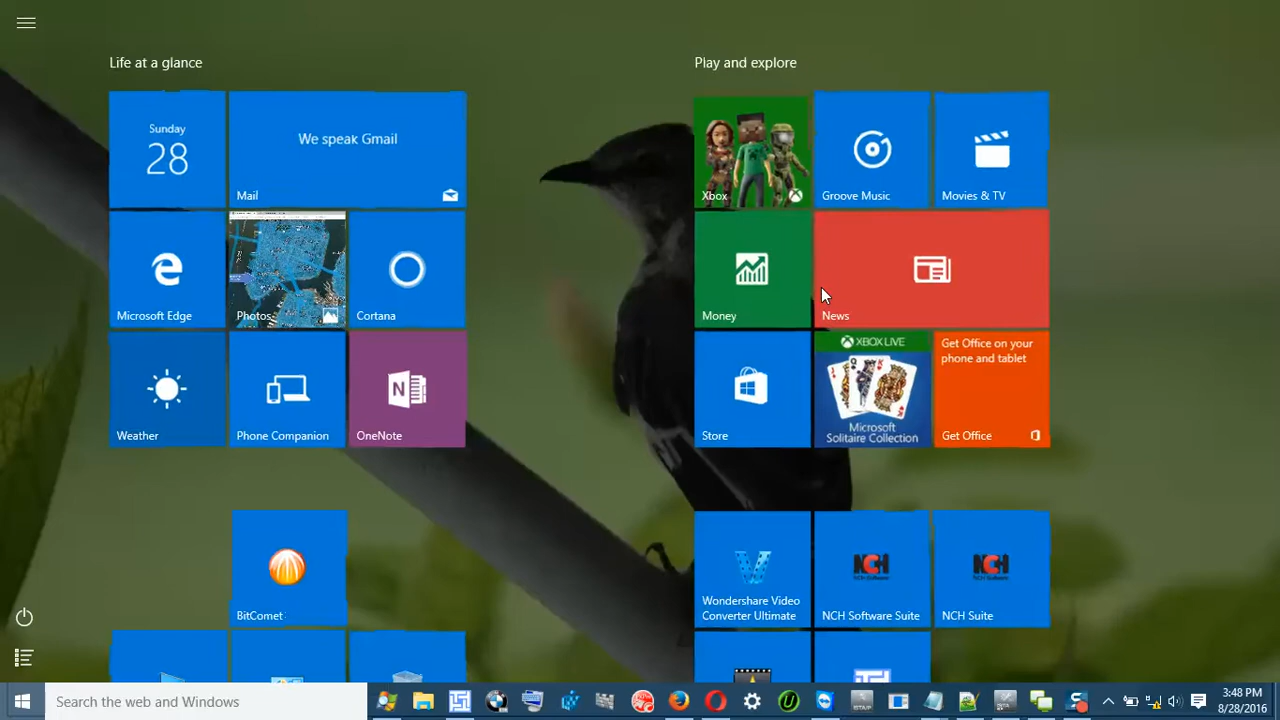 Life at a glance
Play and explore
Sunday
28
We speak Gmail
Mail
Xbox
Groove Music
Movies & TV
Microsoft Edge
Photos
Cortana
Money
News
Weather
Phone Companion
N
OneNote
Store
XBOX LIVE
Microsoft
Solitaire Collection
Get Office on your
phone and tablet
Get Office
BitComet
Wondershare Video
Converter Ultimate
NCH
NCH Software Suite
NCH
NCH Suite
Search the web and Windows
3:48 PM
8/28/2016